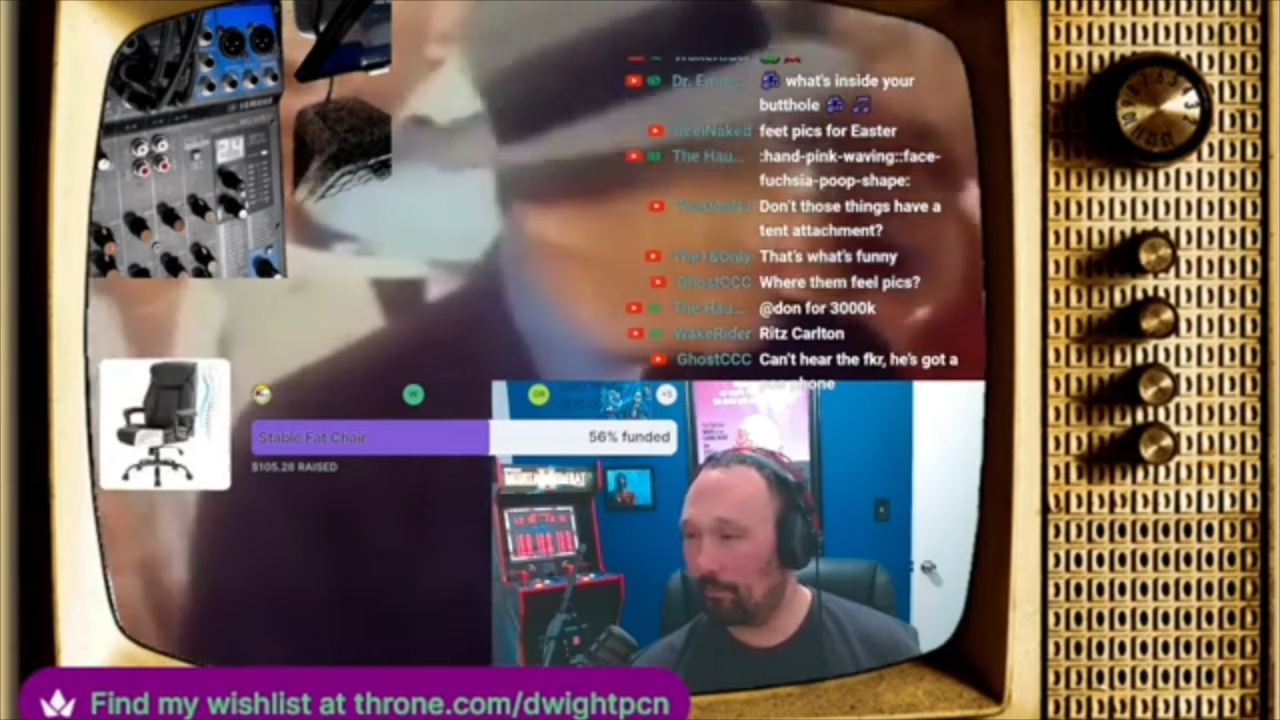 what's inside your
butthole
feet pics for Easter
The Hau... :hand-pink-waving::face-
fuchsia-poop-shape:
Don't those things have a
tent attachment?
That's what's funny
GhostCCC Where them feel pics?
The Hau... @don for 3000k
WakeRider Ritz Carlton
GhostCCC Can't hear the fkr, he's got a
phone
Stable Fat Chair 56% funded
$105.28 RAISED
Find my wishlist at throne.com/dwightpcn
YAMAHA
24